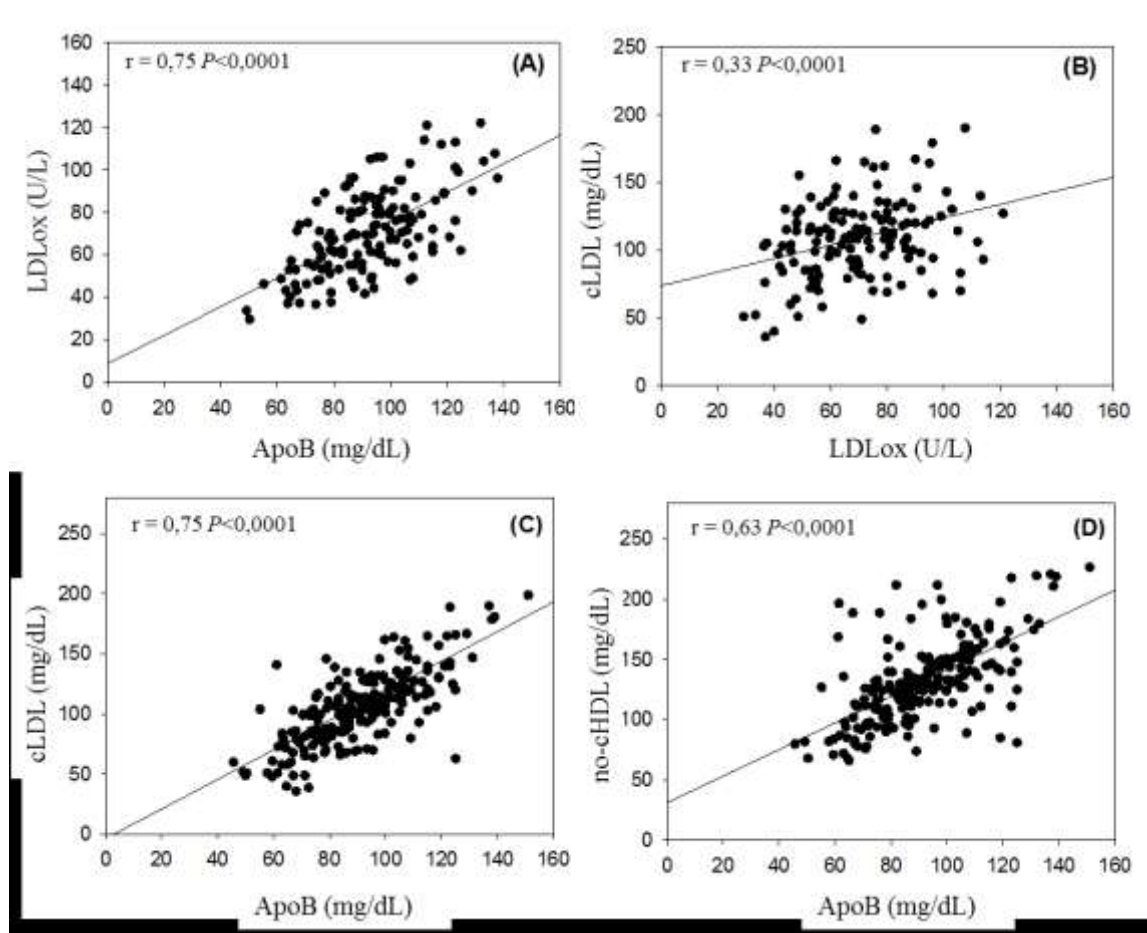 r = 0,75 P<0,0001
(A)
160
140
120
100
80
60
40
20
0
LDLox (U/L)
0 20 40 60 80 100 120 140 160
ApoB (mg/dL)
r = 0,33 P<0,0001
(B)
250
200
150
100
50
0
cLDL (mg/dL)
0 20 40 60 80 100 120 140 160
LDLox (U/L)
r = 0,75 P<0,0001
(C)
250
200
150
100
50
0
cLDL (mg/dL)
0 20 40 60 80 100 120 140 160
ApoB (mg/dL)
r = 0,63 P<0,0001
(D)
250
200
150
100
50
0
no-cHDL (mg/dL)
0 20 40 60 80 100 120 140 160
ApoB (mg/dL)